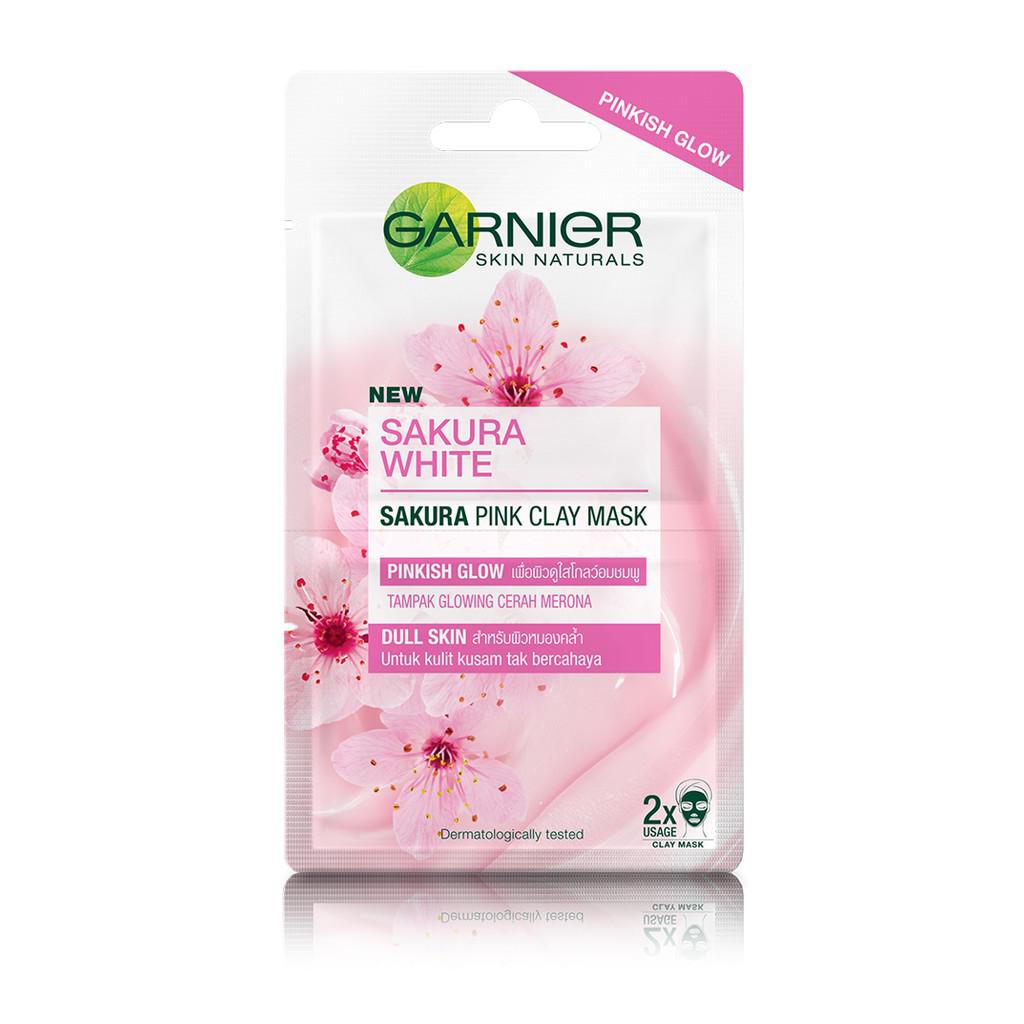 PINKISH GLOW
GARNIER
SKIN NATURALS
NEW
SAKURA
WHITE
SAKURA PINK CLAY MASK
PINKISH GLOW เพื่อผิวดูใสโกลว์อมชมพู
TAMPAK GLOWING CERAH MERONA
DULL SKIN สำหรับผิวหมองคล้ำ
Untuk kulit kusam tak bercahaya
2x
USAGE
CLAY MASK
Dermatologically tested